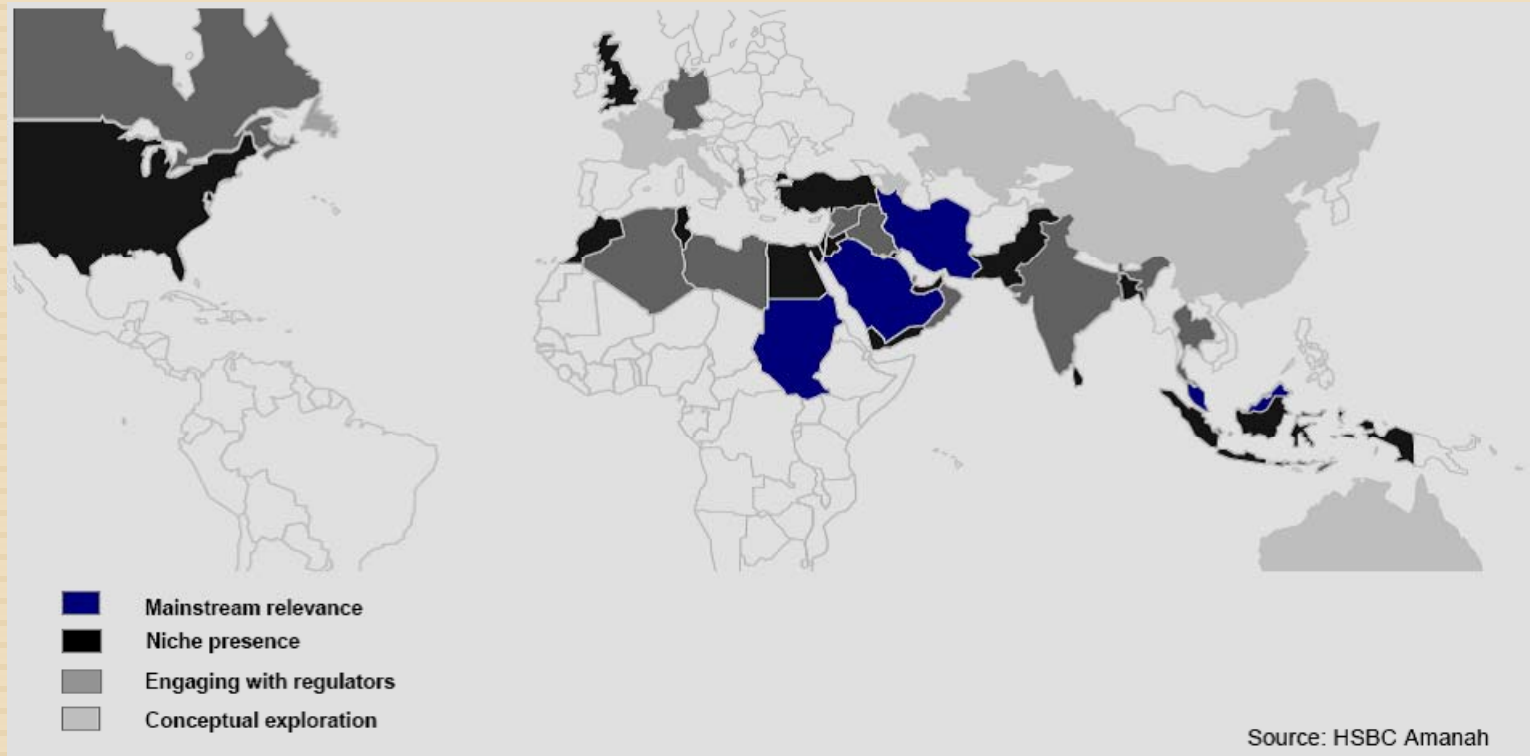 Mainstream relevance
Niche presence
Engaging with regulators
Conceptual exploration
Source: HSBC Amanah